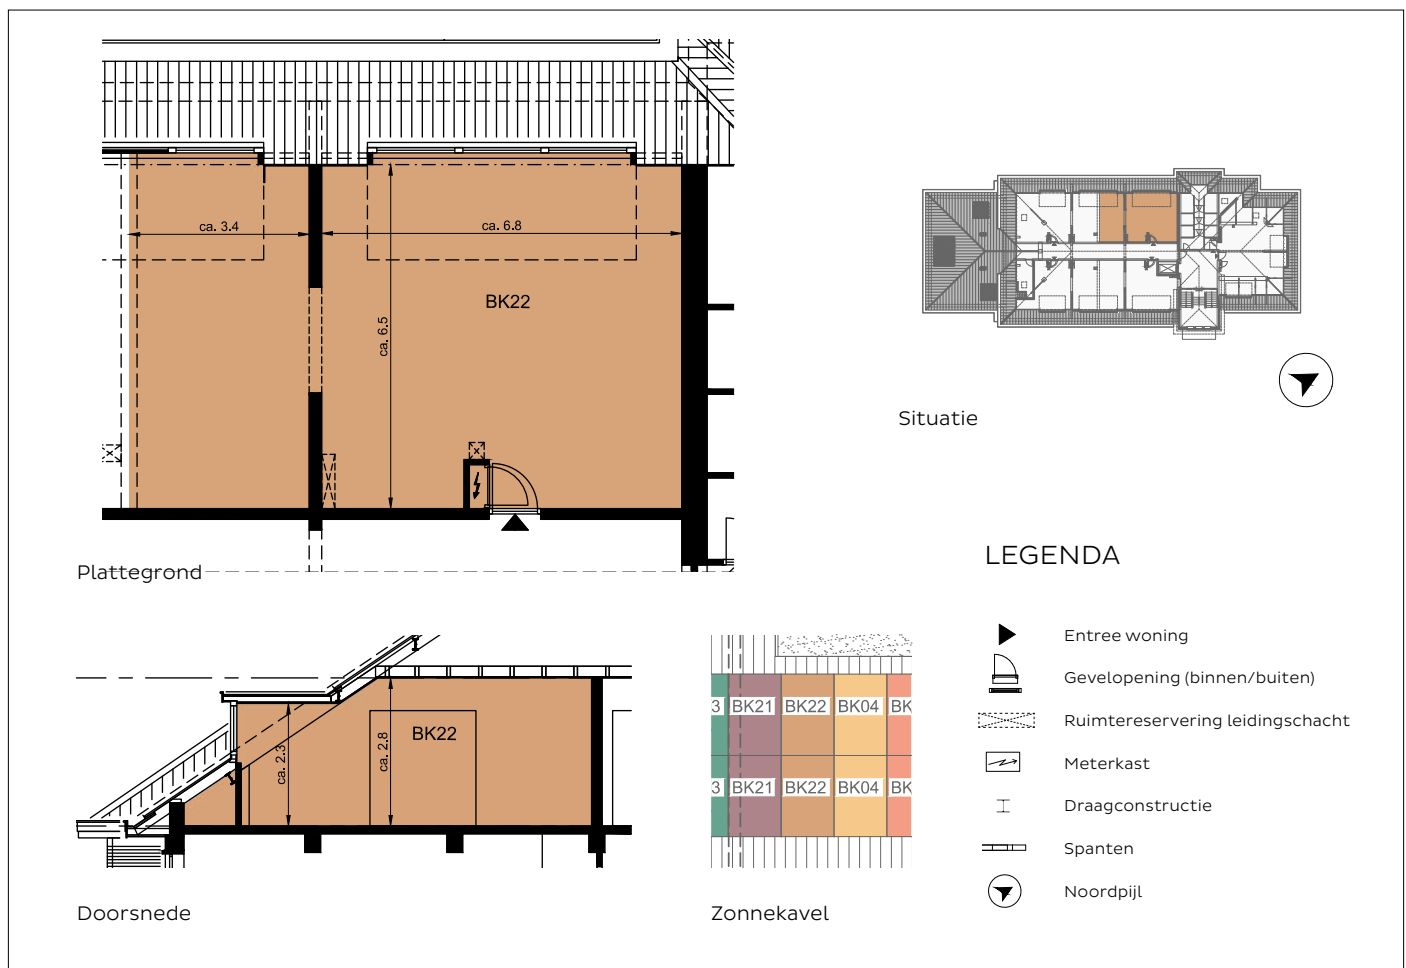 ca. 3.4
ca. 6.8
BK22
ca. 6.5
Plattegrond
Situatie
LEGENDA
Entree woning
Gevelopening (binnen/buiten)
Ruimtereservering leidingschacht
Meterkast
Draagconstructie
Spanten
Noordpijl
BK22
ca. 2.3
ca. 2.8
Doorsnede
3 BK21 BK22 BK04 BK
3 BK21 BK22 BK04 BK
Zonnekavel